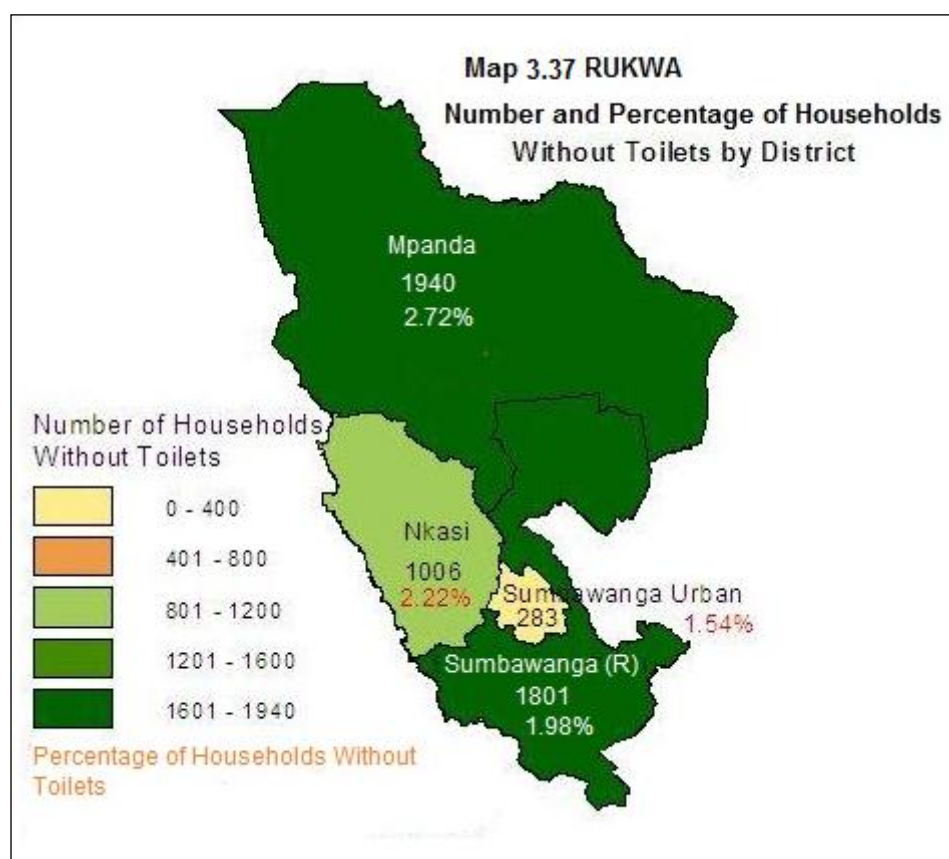 Map 3.37 RUKWA
Number and Percentage of Households
Without Toilets by District
Mpanda
1940
2.72%
Number of Households
Without Toilets
0 - 400
401 - 800
801 - 1200
1201 - 1600
1601 - 1940
Percentage of Households Without
Toilets
Nkasi
1006
2.22%
Sumbawanga Urban
283
1.54%
Sumbawanga (R)
1801
1.98%